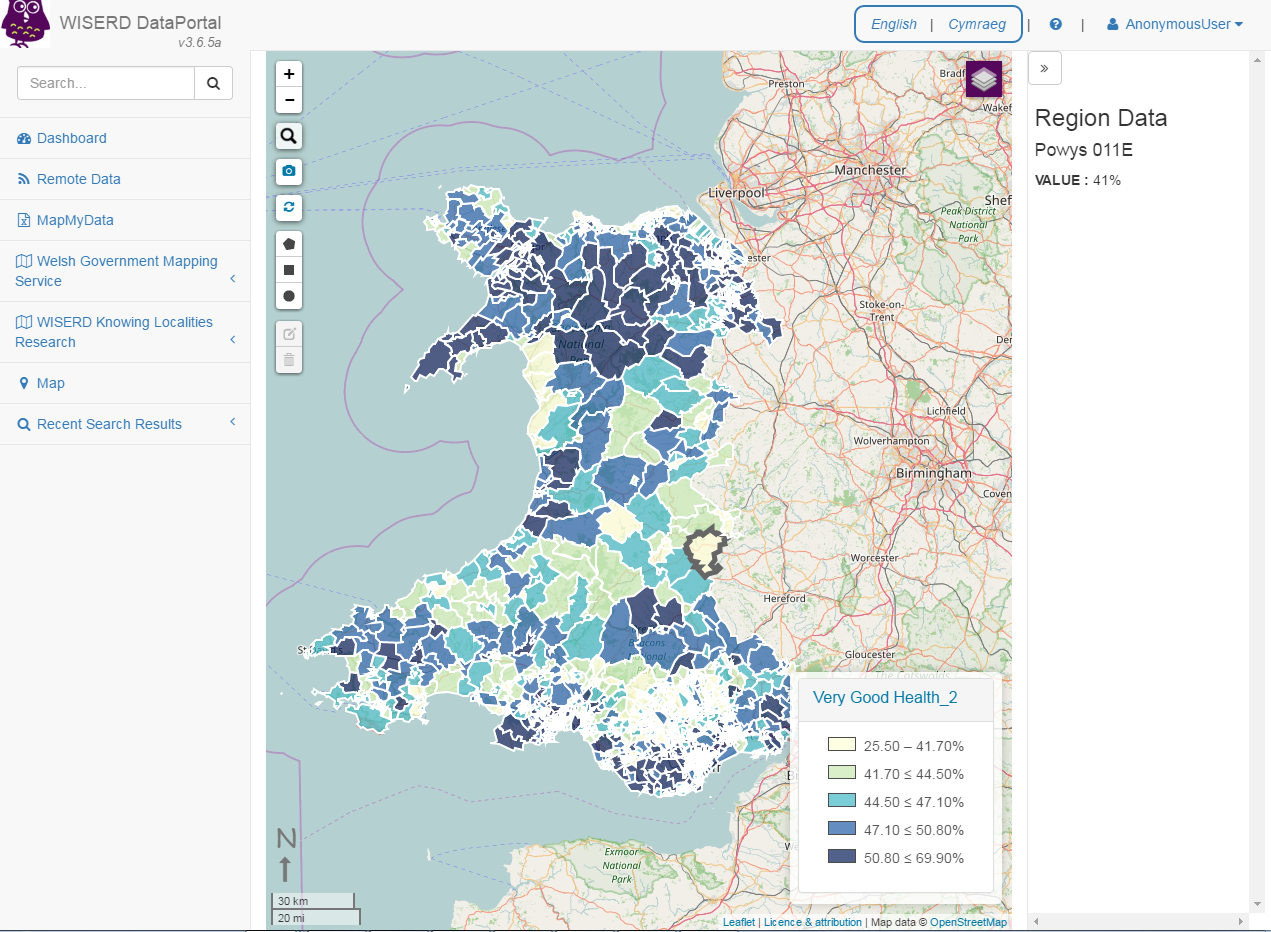 WISERD DataPortal
v3.6.5a
English | Cymraeg | | AnonymousUser
Search...
Dashboard
Remote Data
MapMyData
Welsh Government Mapping
Service
WISERD Knowing Localities
Research
Map
Recent Search Results
+
−
Preston
Bradf
Wakef
Manchester
Liverpool
Shef
Peak District
National
Park
ester
Stoke-on-
Trent
Der
National
Lichfield
Wolverhampton
Birmingham
Coven
Worcester
Hereford
Gloucester
The Cotswolds
Exmoor
National
Park
N
30 km
20 mi
Very Good Health_2
25.50 – 41.70%
41.70 ≤ 44.50%
44.50 ≤ 47.10%
47.10 ≤ 50.80%
50.80 ≤ 69.90%
Leaflet | Licence & attribution | Map data © OpenStreetMap
»
Region Data
Powys 011E
VALUE : 41%